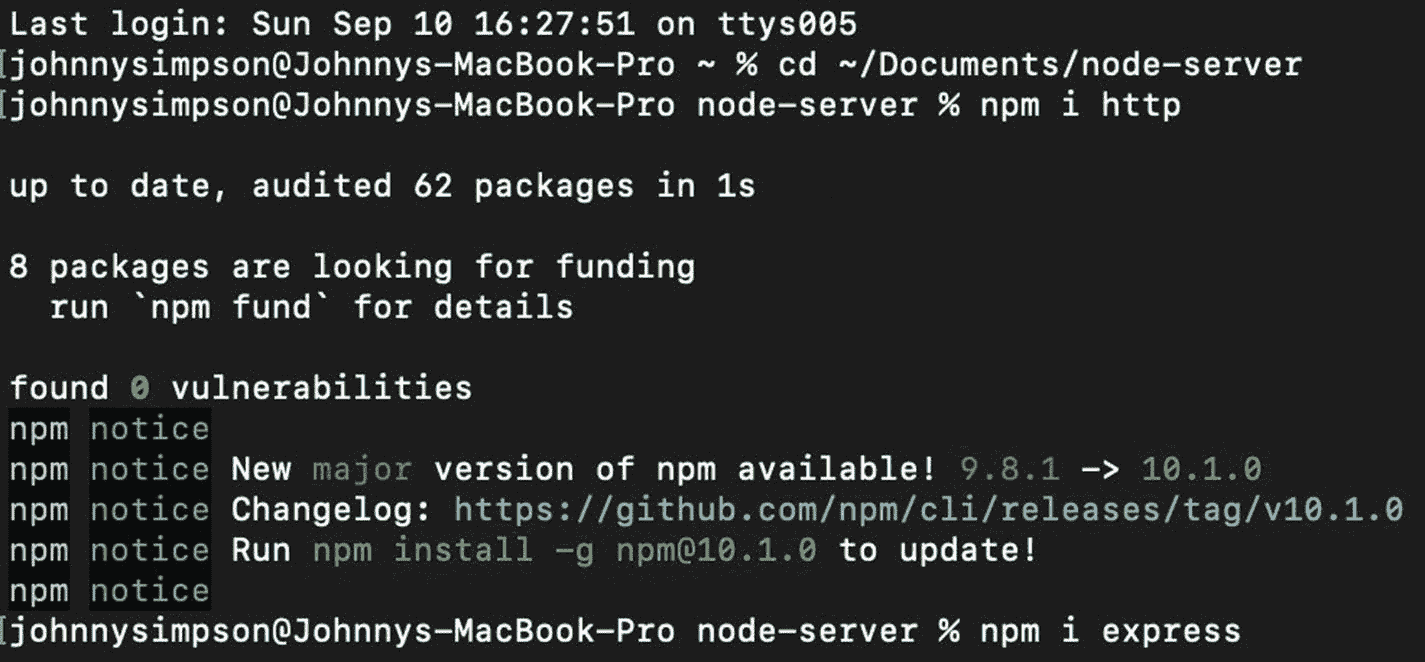 Last login: Sun Sep 10 16:27:51 on ttys005
[johnnysimpson@Johnnys-MacBook-Pro ~ % cd ~/Documents/node-server
[johnnysimpson@Johnnys-MacBook-Pro node-server % npm i http
up to date, audited 62 packages in 1s
8 packages are looking for funding
run `npm fund` for details
found 0 vulnerabilities
npm notice
npm notice New major version of npm available! 9.8.1 -> 10.1.0
npm notice Changelog: https://github.com/npm/cli/releases/tag/v10.1.0
npm notice Run npm install -g npm@10.1.0 to update!
npm notice
[johnnysimpson@Johnnys-MacBook-Pro node-server % npm i express